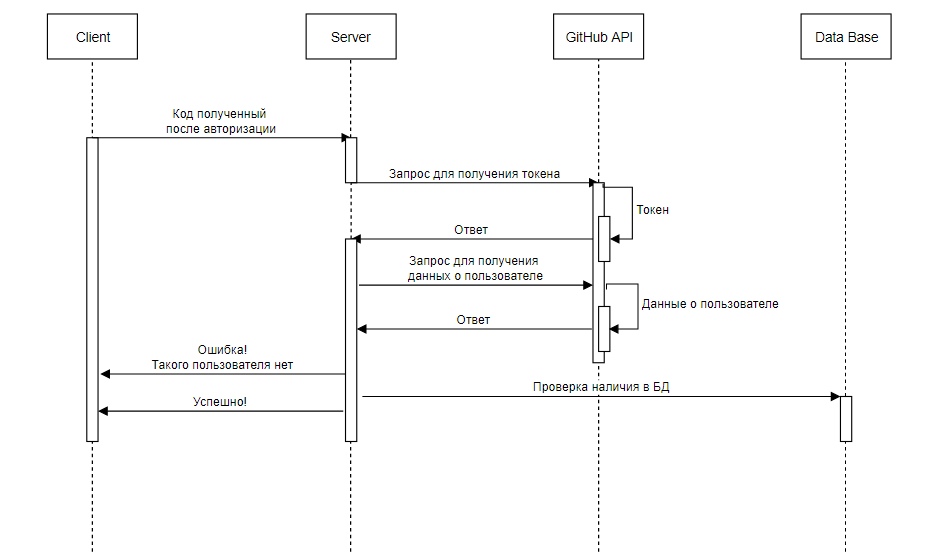 Client
Server
GitHub API
Data Base
Код полученный
после авторизации
Запрос для получения токена
Токен
Ответ
Запрос для получения
данных о пользователе
Данные о пользователе
Ответ
Ошибка!
Такого пользователя нет
Проверка наличия в БД
Успешно!